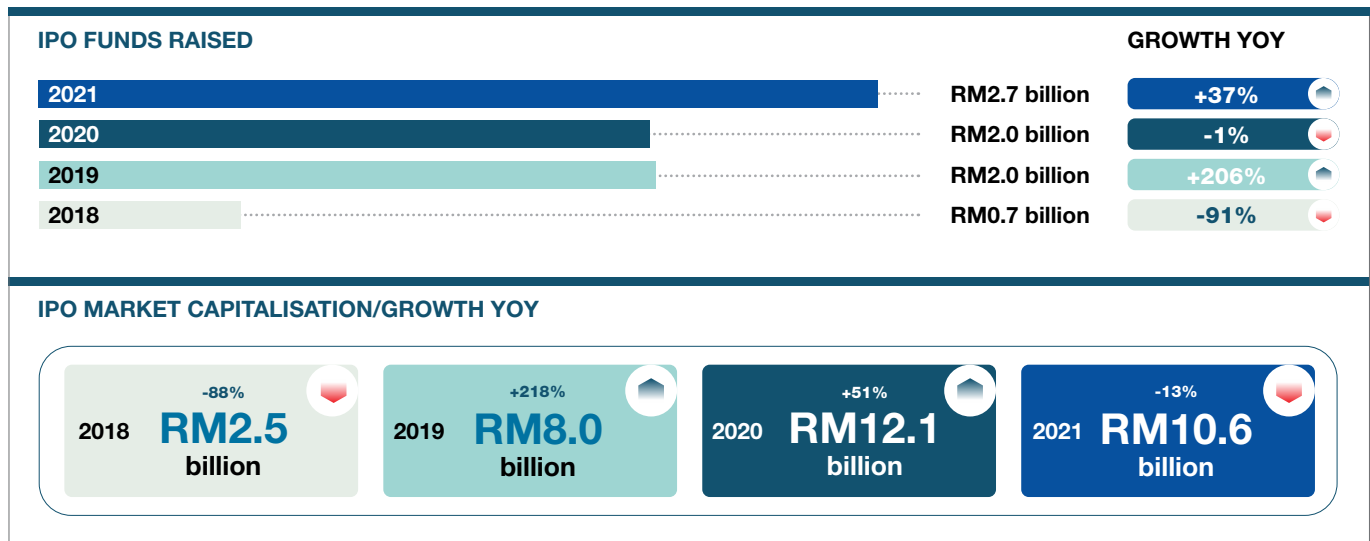 IPO FUNDS RAISED GROWTH YOY
2021 RM2.7 billion +37%
2020 RM2.0 billion -1%
2019 RM2.0 billion +206%
2018 RM0.7 billion -91%
IPO MARKET CAPITALISATION/GROWTH YOY
-88%
2018 RM2.5
billion
+218%
2019 RM8.0
billion
+51%
2020 RM12.1
billion
-13%
2021 RM10.6
billion